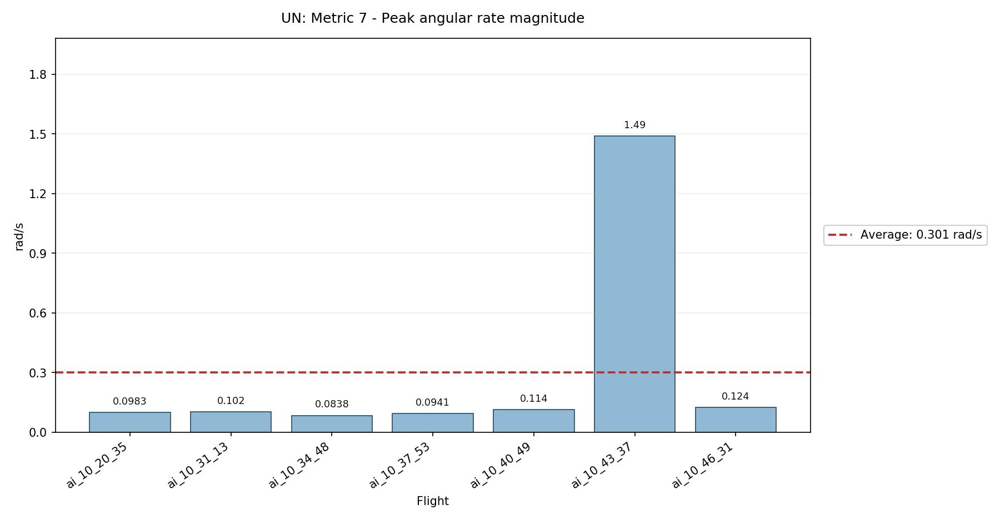 UN: Metric 7 - Peak angular rate magnitude
rad/s
1.8
1.5
1.2
0.9
0.6
0.3
0.0
0.0983
0.102
0.0838
0.0941
0.114
1.49
0.124
Average: 0.301 rad/s
ai_10_20_35
ai_10_31_13
ai_10_34_48
ai_10_37_53
ai_10_40_49
ai_10_43_37
ai_10_46_31
Flight